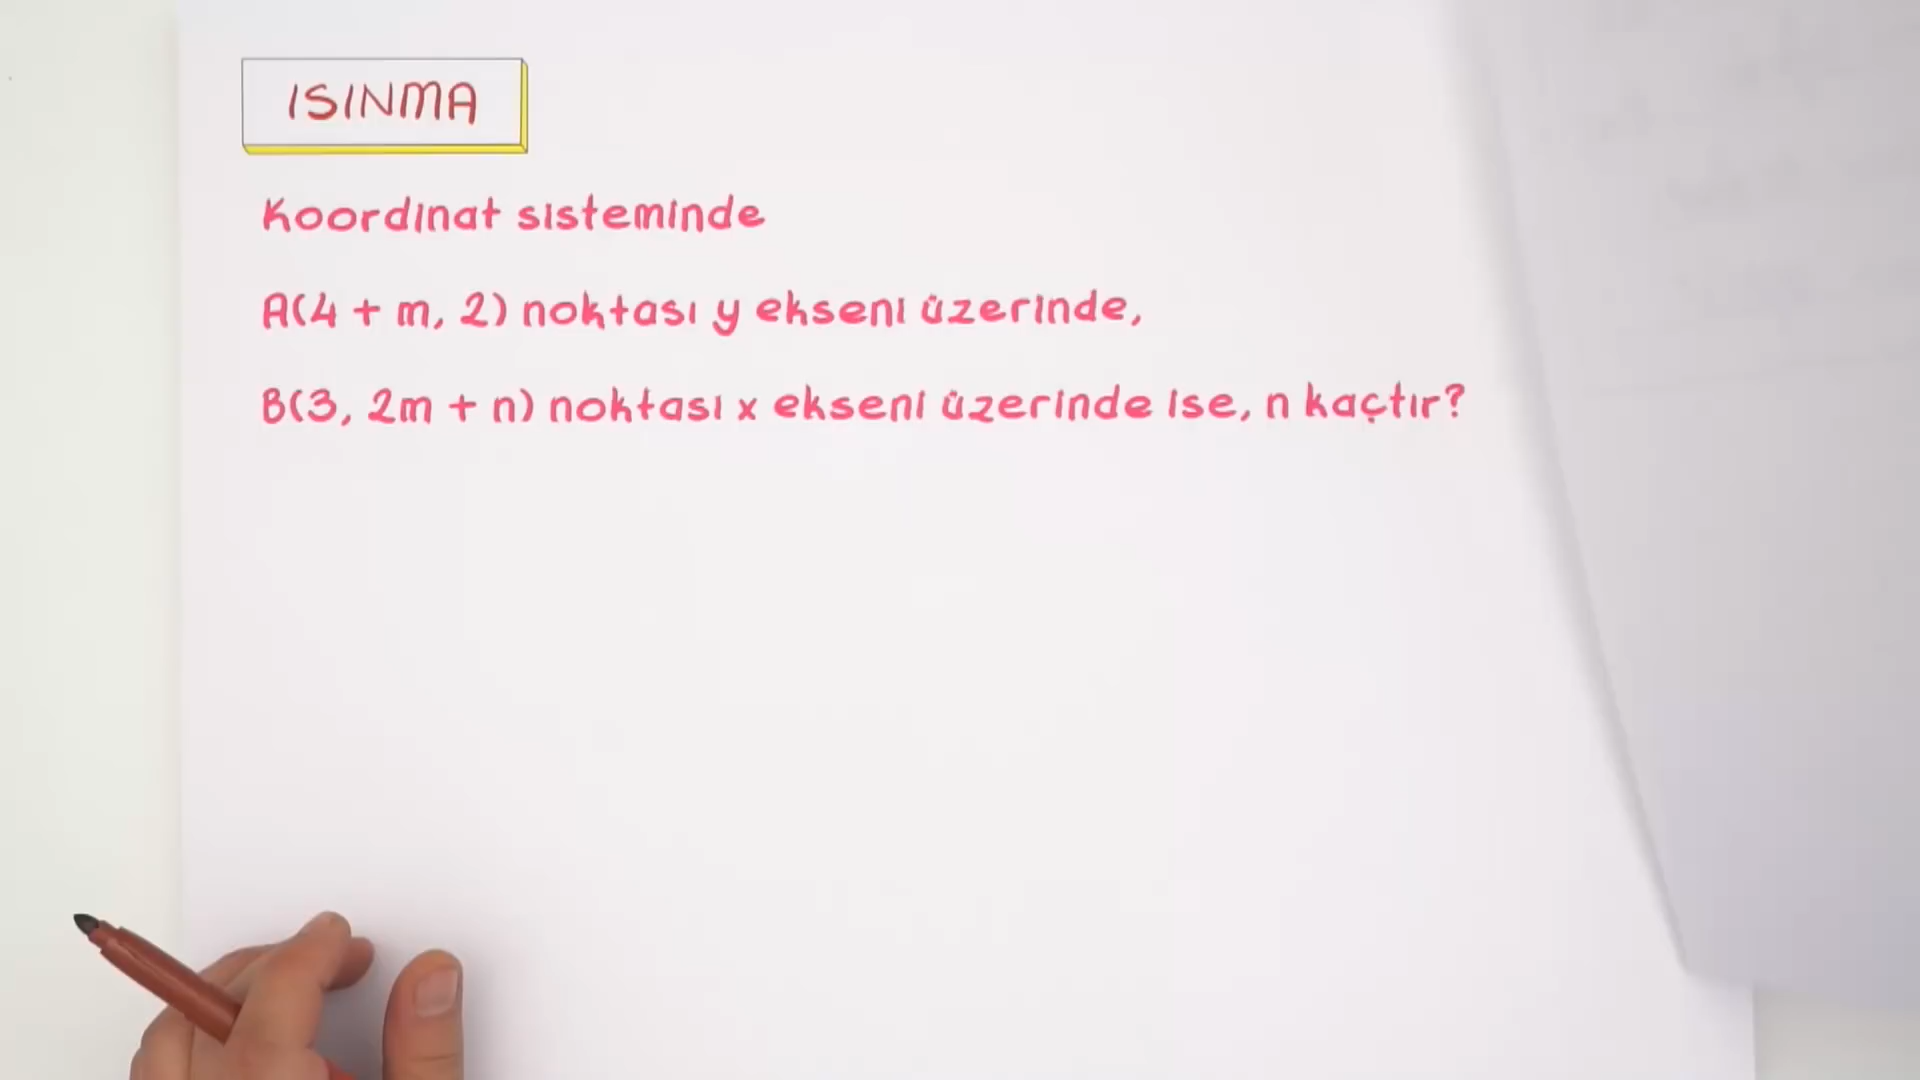 ISINMA
Koordinat sisteminde
A(4 + m, 2) noktası y ekseni üzerinde,
B(3, 2m + n) noktası x ekseni üzerinde ise, n kaçtır?